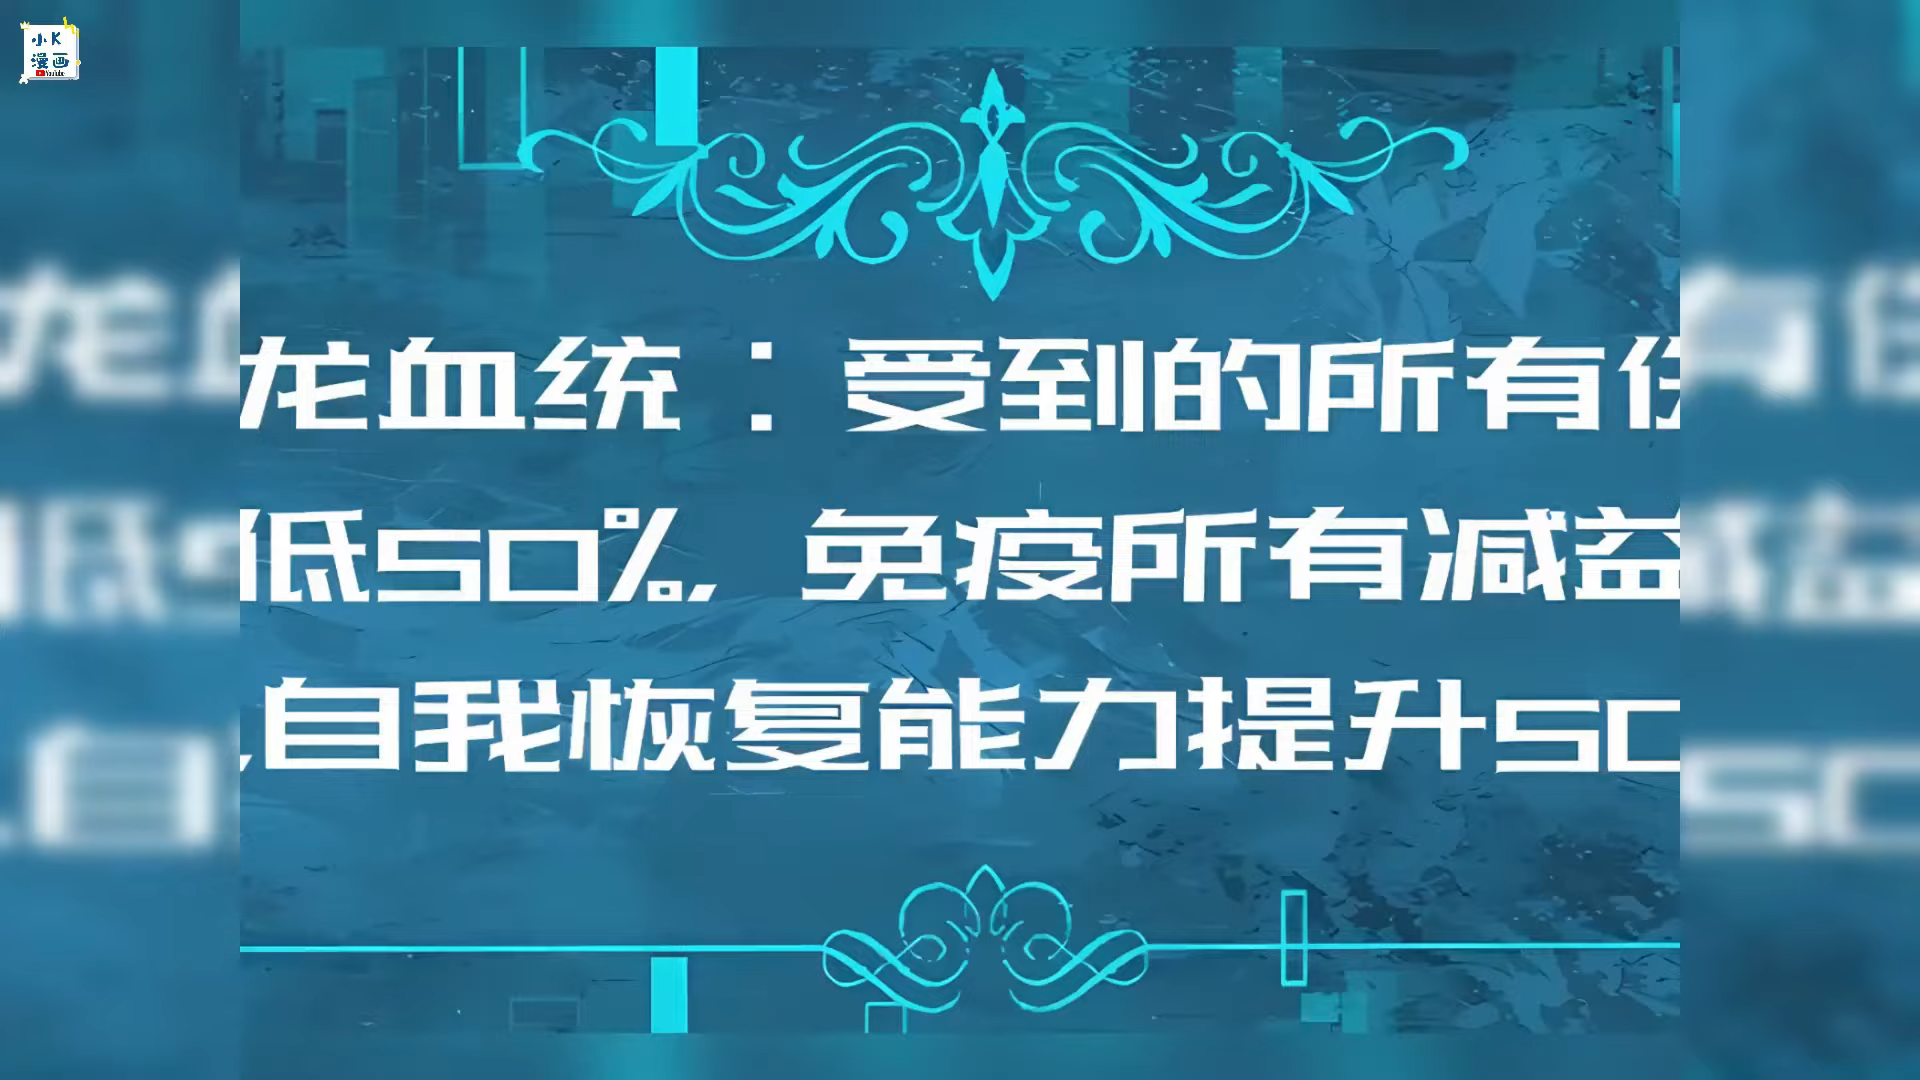 小K
漫画
YouTube
龙血统：受到的所有
低50%，免疫所有减益
自我恢复能力提升50